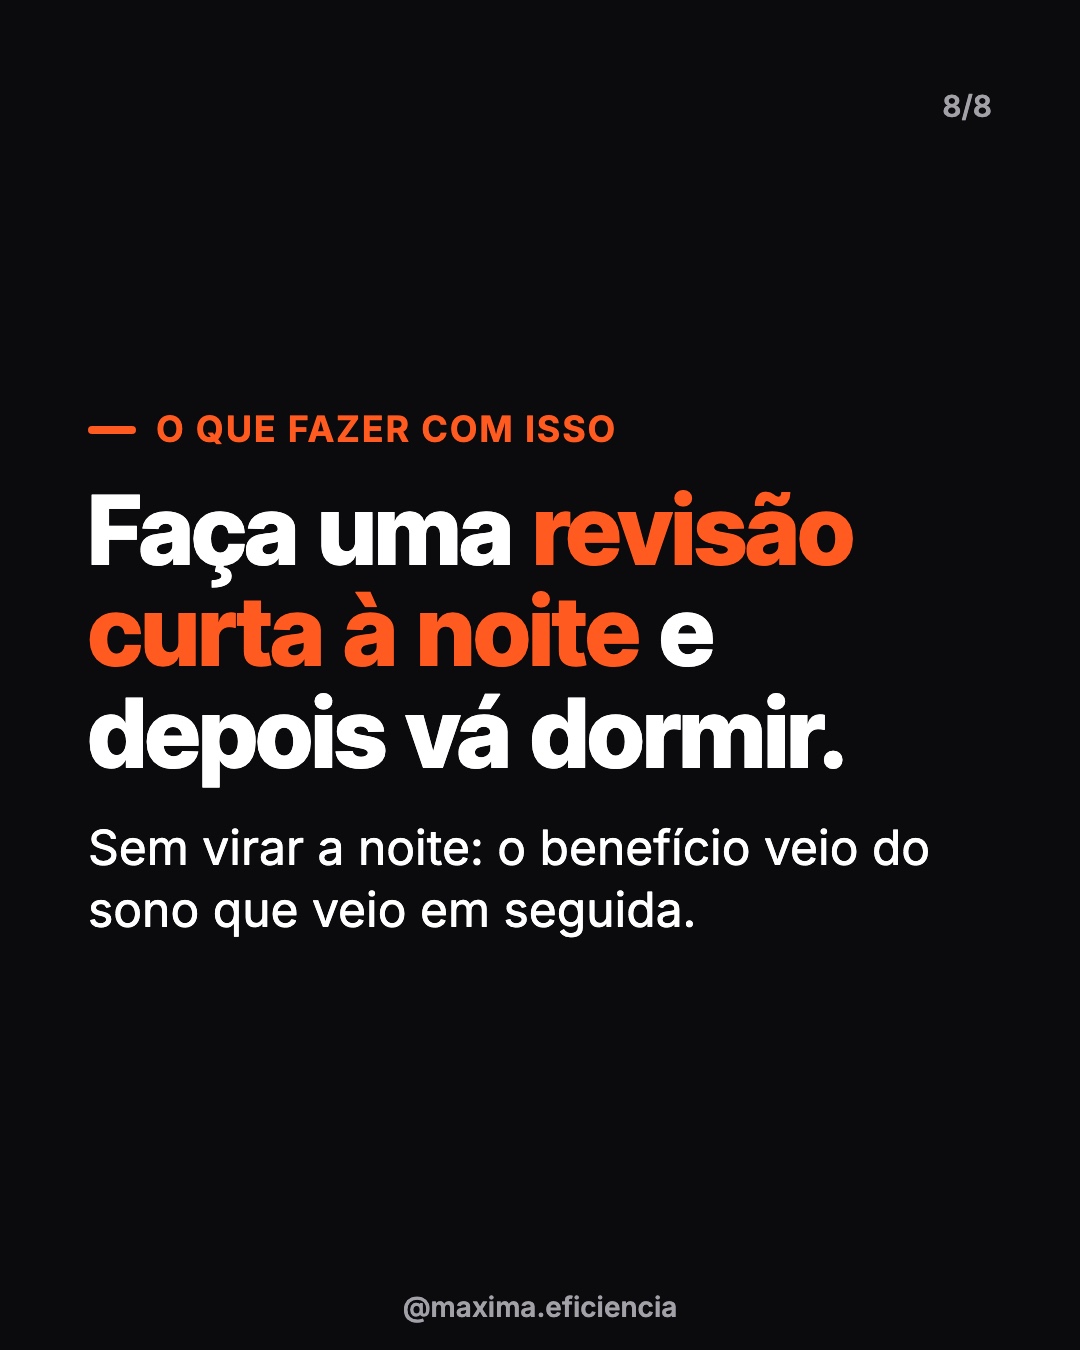 8/8
O QUE FAZER COM ISSO
Faça uma revisão
curta à noite e
depois vá dormir.
Sem virar a noite: o benefício veio do
sono que veio em seguida.
@maxima.eficiencia